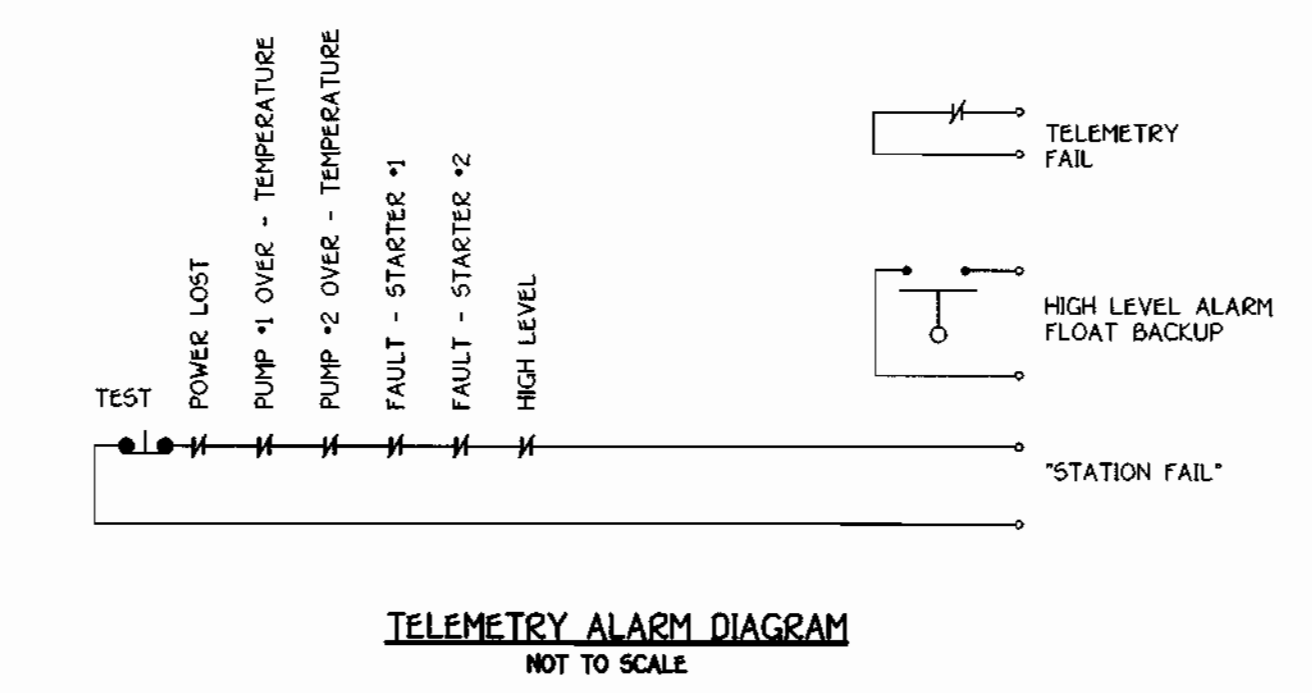 TEST
POWER LOST
PUMP •1 OVER - TEMPERATURE
PUMP •2 OVER - TEMPERATURE
FAULT - STARTER •1
FAULT - STARTER •2
HIGH LEVEL
TELEMETRY
FAIL
HIGH LEVEL ALARM
FLOAT BACKUP
"STATION FAIL"
TELEMETRY ALARM DIAGRAM
NOT TO SCALE